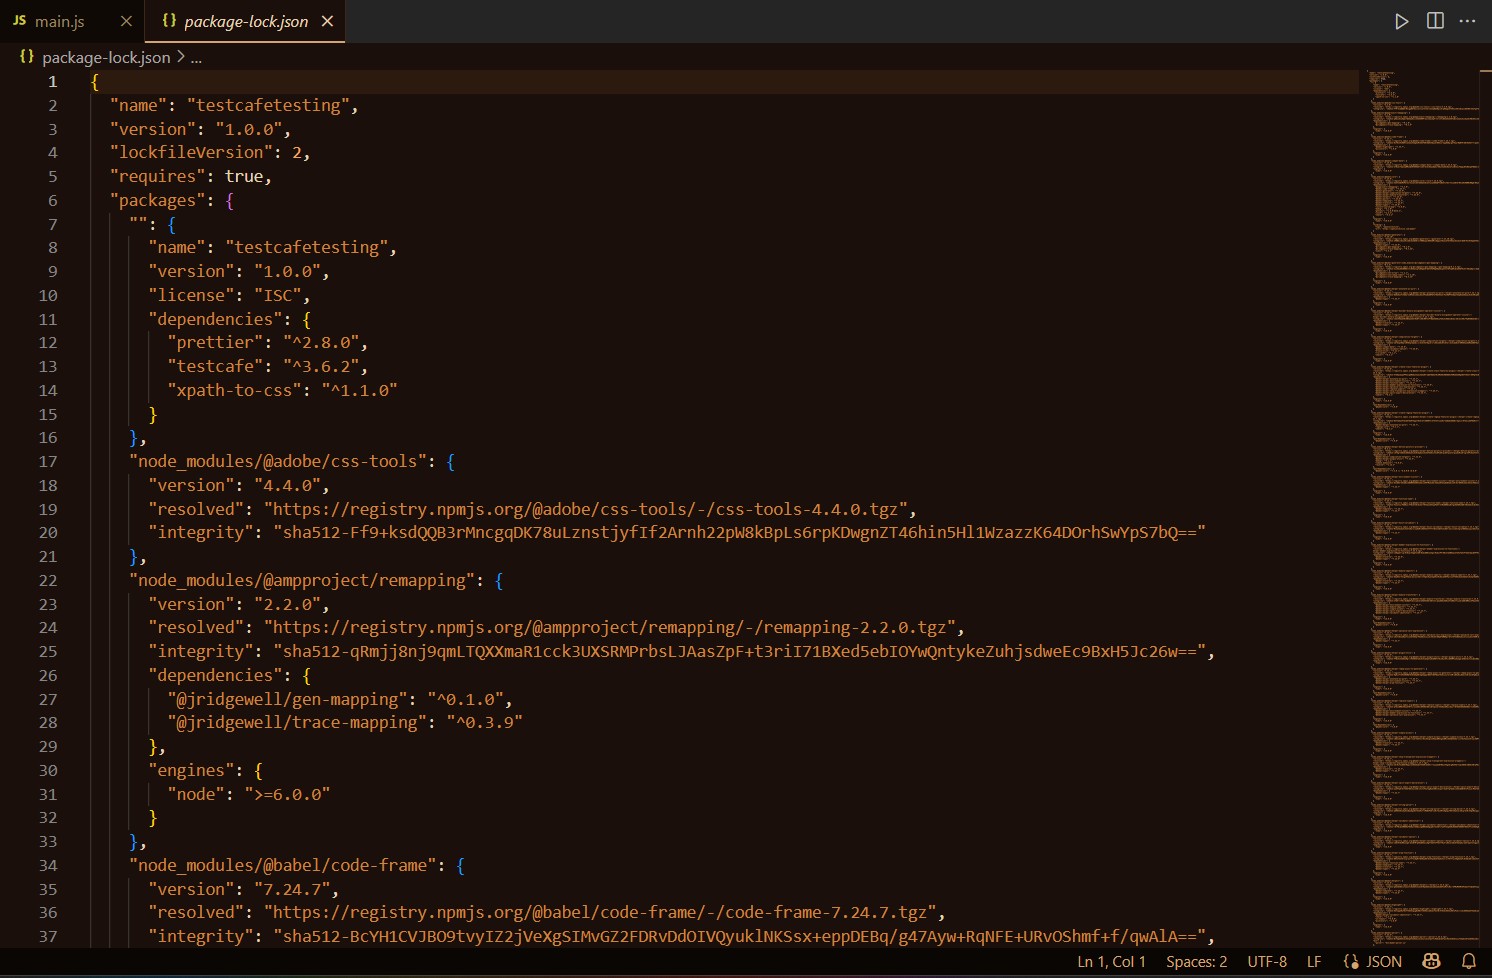 JS main.js
{} package-lock.json
{} package-lock.json > ...
1 {
2 "name": "testcafetesting",
3 "version": "1.0.0",
4 "lockfileVersion": 2,
5 "requires": true,
6 "packages": {
7 "": {
8 "name": "testcafetesting",
9 "version": "1.0.0",
10 "license": "ISC",
11 "dependencies": {
12 "prettier": "^2.8.0",
13 "testcafe": "^3.6.2",
14 "xpath-to-css": "^1.1.0"
15 }
16 },
17 "node_modules/@adobe/css-tools": {
18 "version": "4.4.0",
19 "resolved": "https://registry.npmjs.org/@adobe/css-tools/-/css-tools-4.4.0.tgz",
20 "integrity": "sha512-Ff9+ksdQQB3rMncgqDK78uLznstjyfIf2Arnh22pW8kBpLs6rpKDwgnZT46hin5Hl1WzazzK64DOrhSwYpS7bQ=="
21 },
22 "node_modules/@ampproject/remapping": {
23 "version": "2.2.0",
24 "resolved": "https://registry.npmjs.org/@ampproject/remapping/-/remapping-2.2.0.tgz",
25 "integrity": "sha512-qRmjj8nj9qmLTQXXmaR1cck3UXSRMPrbsLJAasZpF+t3riI71BXed5ebIOYwQntykeZuhjsdweEc9BxH5Jc26w==",
26 "dependencies": {
27 "@jridgewell/gen-mapping": "^0.1.0",
28 "@jridgewell/trace-mapping": "^0.3.9"
29 },
30 "engines": {
31 "node": ">=6.0.0"
32 }
33 },
34 "node_modules/@babel/code-frame": {
35 "version": "7.24.7",
36 "resolved": "https://registry.npmjs.org/@babel/code-frame/-/code-frame-7.24.7.tgz",
37 "integrity": "sha512-BcYH1CVJBO9tvyIZ2jVeXgSIMvGZ2FDRvDdOIVQyuklNKSsx+eppDEBq/g47Ayw+RqNFE+URvOShmf+f/qwAlA==",
Ln 1, Col 1 Spaces: 2 UTF-8 LF {} JSON